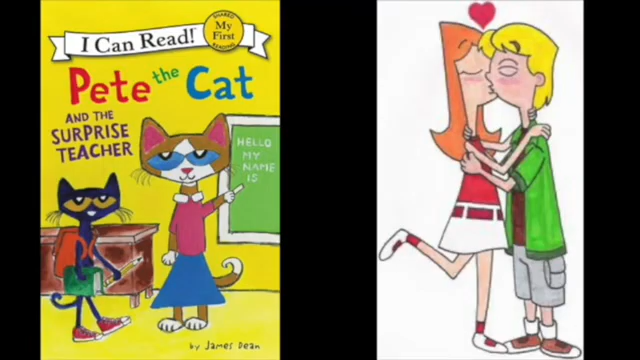 I Can Read!
SHARED
My
First
READING
Pete the Cat
AND THE
SURPRISE
TEACHER
HELLO
MY
NAME
IS
by James Dean